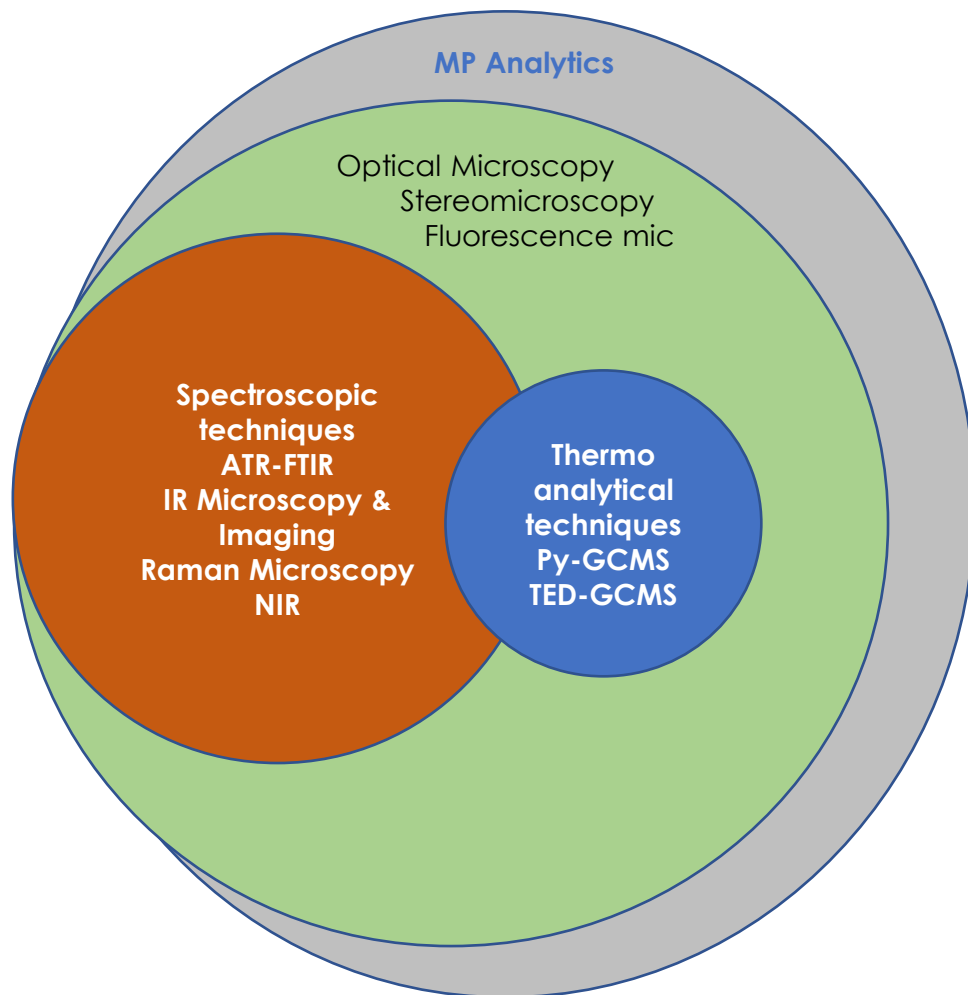 MP Analytics
Optical Microscopy
Stereomicroscopy
Fluorescence mic
Spectroscopic
techniques
ATR-FTIR
IR Microscopy &
Imaging
Raman Microscopy
NIR
Thermo
analytical
techniques
Py-GCMS
TED-GCMS